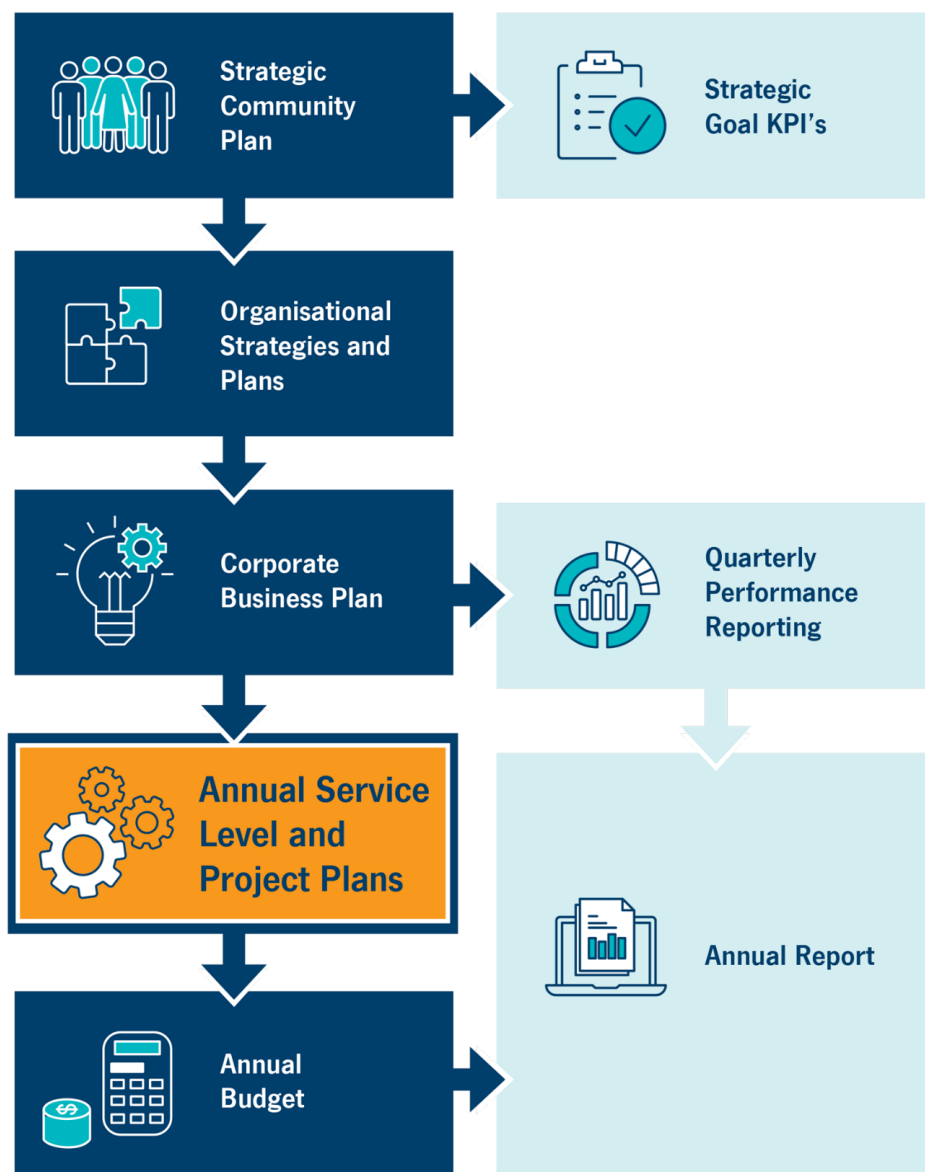 Strategic
Community
Plan
Strategic
Goal KPI's
Organisational
Strategies and
Plans
Corporate
Business Plan
Quarterly
Performance
Reporting
Annual Service
Level and
Project Plans
Annual Report
Annual
Budget
$